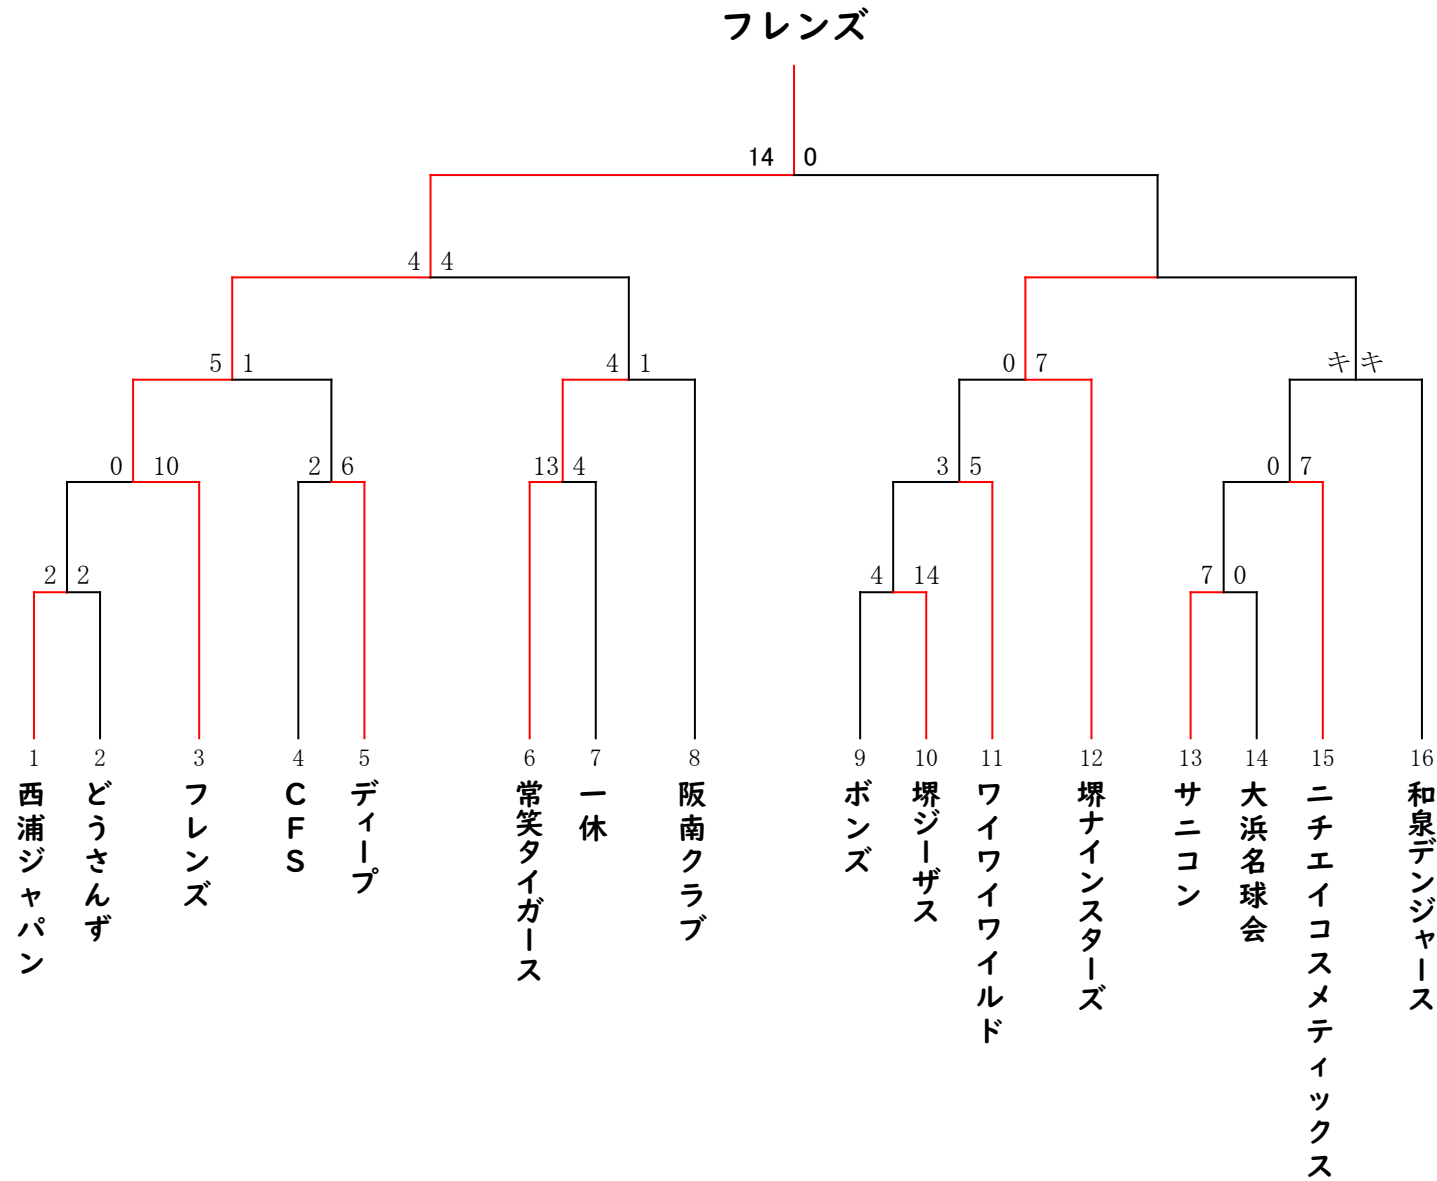 フレンズ
14 0
4 4
5 1
4 1
0 7
キ キ
0 10
2 6
13 4
3 5
0 7
2 2
4 14
7 0
1
2
3
4
5
6
7
8
9
10
11
12
13
14
15
16
西浦ジャパン
どうさんず
フレンズ
CFS
ディープ
常笑タイガース
一休
阪南クラブ
ボンズ
堺ジーザス
ワイワイワイルド
堺ナインスターズ
サニコン
大浜名球会
ニチエイコスメティックス
和泉デンジャース